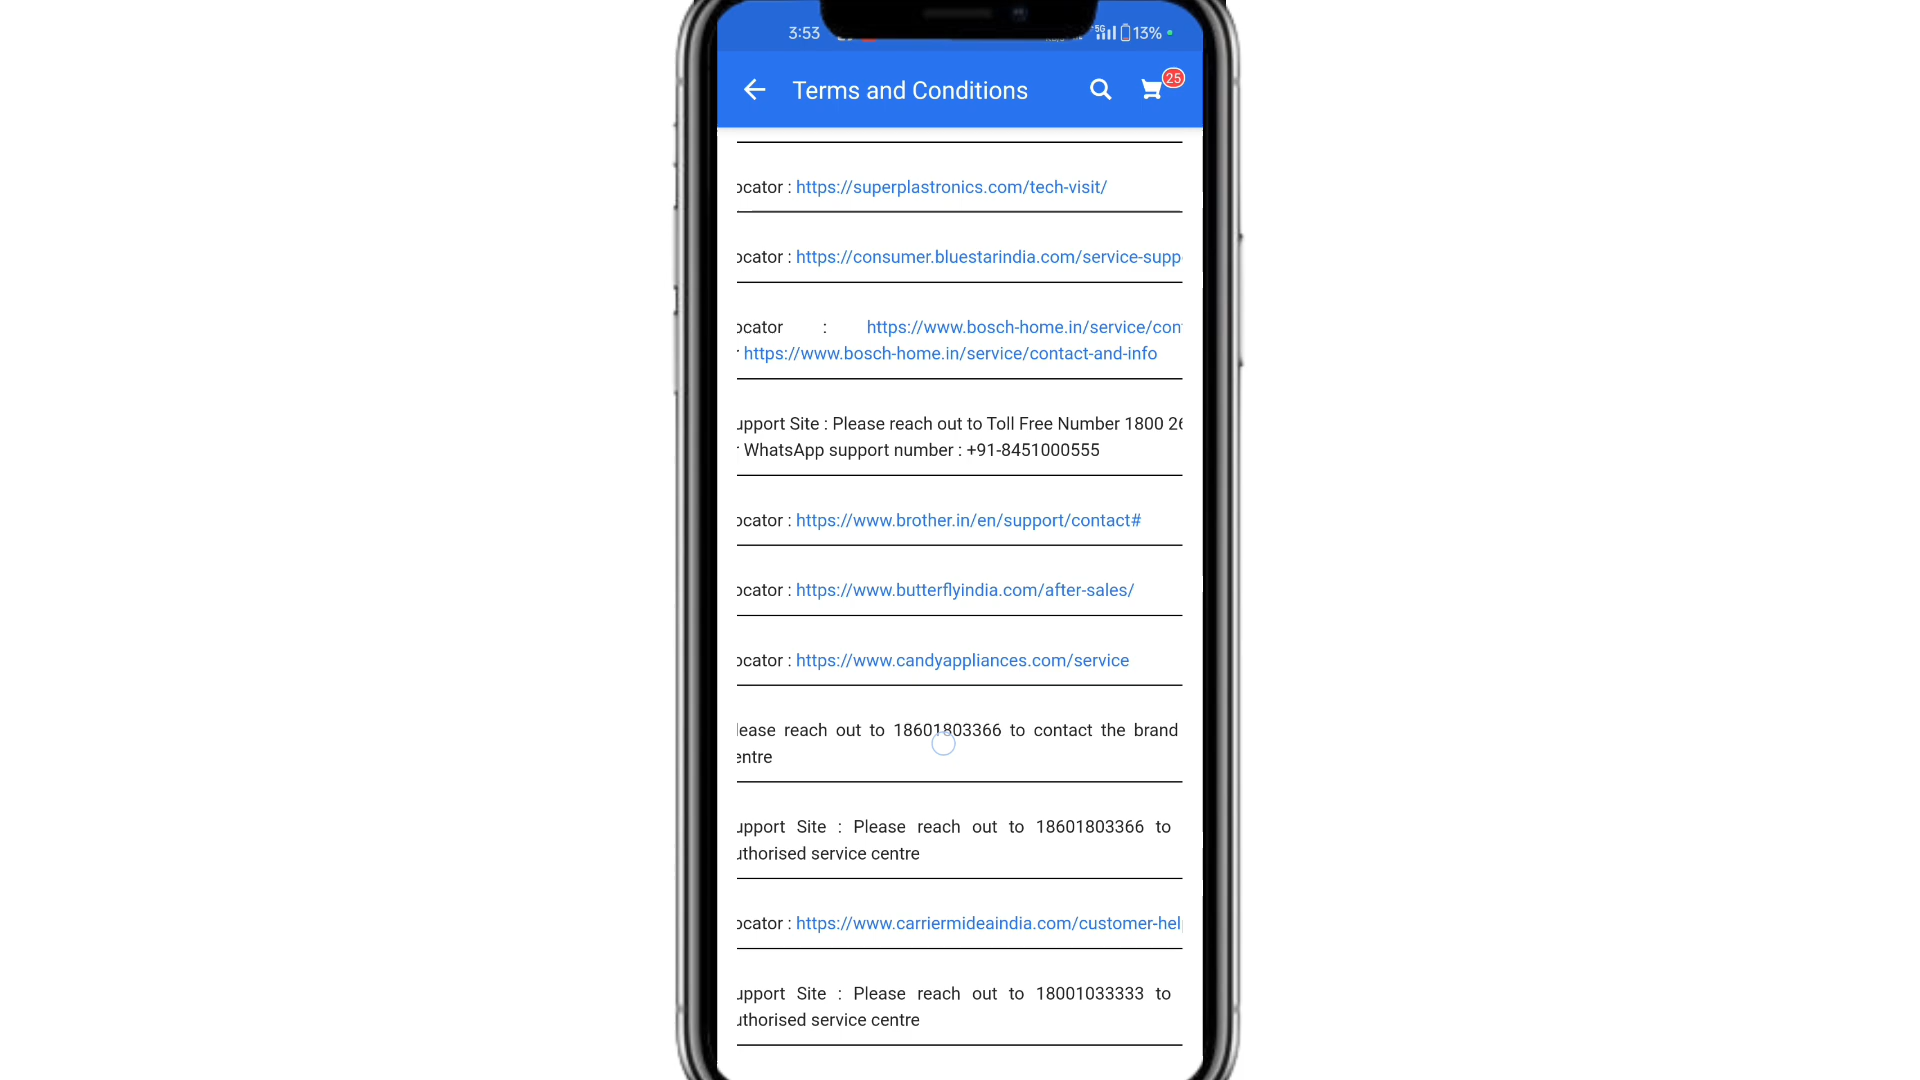 3:53
5G
13%
Terms and Conditions
25
ocator : https://superplastronics.com/tech-visit/
ocator : https://consumer.bluestarindia.com/service-supp
ocator : https://www.bosch-home.in/service/con
https://www.bosch-home.in/service/contact-and-info
upport Site : Please reach out to Toll Free Number 1800 26
WhatsApp support number : +91-8451000555
ocator : https://www.brother.in/en/support/contact#
ocator : https://www.butterflyindia.com/after-sales/
ocator : https://www.candyappliances.com/service
lease reach out to 18601803366 to contact the brand
entre
upport Site : Please reach out to 18601803366 to
uthorised service centre
ocator : https://www.carriermideaindia.com/customer-hel
upport Site : Please reach out to 18001033333 to
uthorised service centre